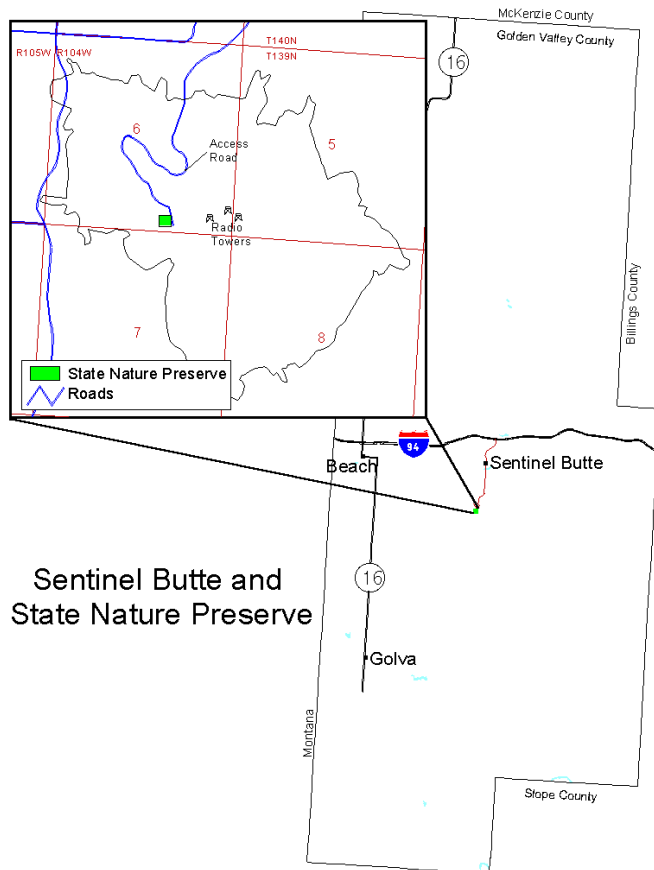 McKenzie County
Golden Valley County
16
R105W
R104W
T140N
T139N
6
5
Access
Road
Radio
Towers
7
8
State Nature Preserve
Roads
Billings County
94
Beach
Sentinel Butte
Sentinel Butte and
State Nature Preserve
16
Golva
Montana
Slope County